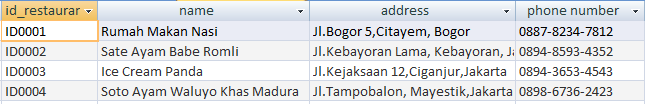 id_restaurar name address phone number
ID0001 Rumah Makan Nasi Jl.Bogor 5,Citayem, Bogor 0887-8234-7812
ID0002 Sate Ayam Babe Romli Jl.Kebayoran Lama, Kebayoran, Ja 0894-8593-4352
ID0003 Ice Cream Panda Jl.Kejaksaan 12,Ciganjur,Jakarta 0894-3653-4543
ID0004 Soto Ayam Waluyo Khas Madura Jl.Tampobalon, Mayestik,Jakarta 0898-6736-2423